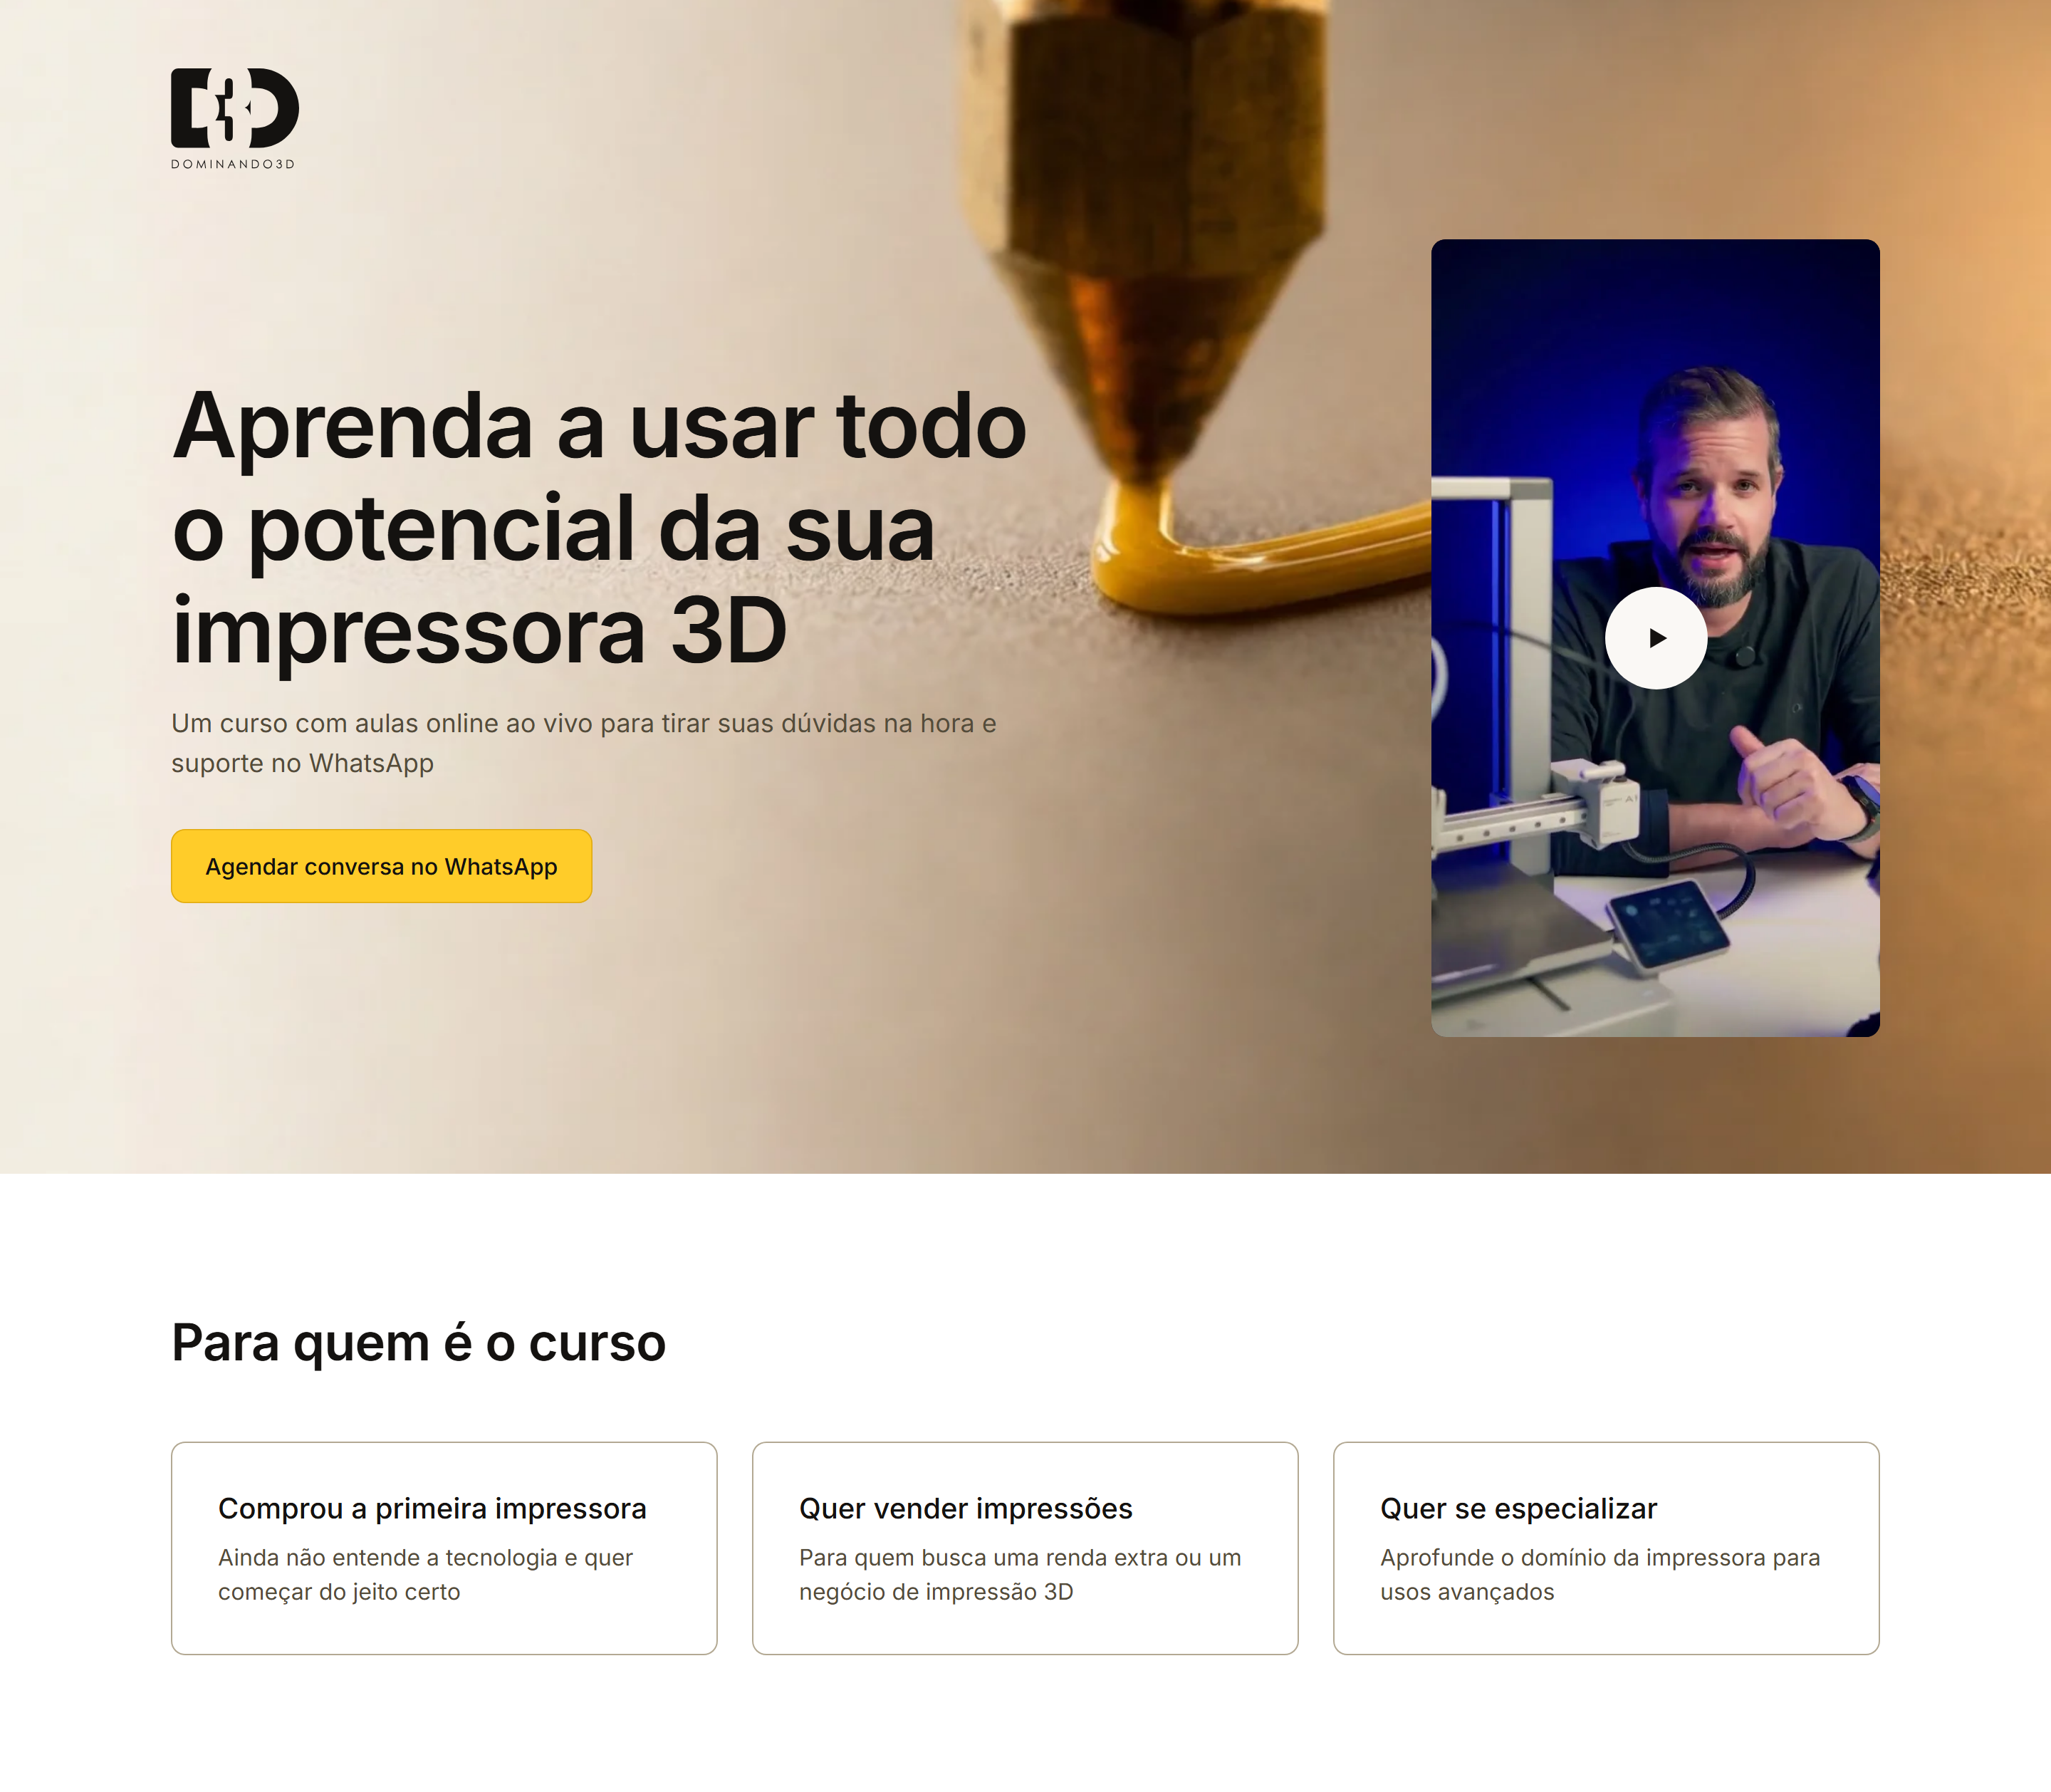 DOMINANDO3D
Aprenda a usar todo
o potencial da sua
impressora 3D
Um curso com aulas online ao vivo para tirar suas dúvidas na hora e
suporte no WhatsApp
Agendar conversa no WhatsApp
A1
Para quem é o curso
Comprou a primeira impressora
Ainda não entende a tecnologia e quer
começar do jeito certo
Quer vender impressões
Para quem busca uma renda extra ou um
negócio de impressão 3D
Quer se especializar
Aprofunde o domínio da impressora para
usos avançados